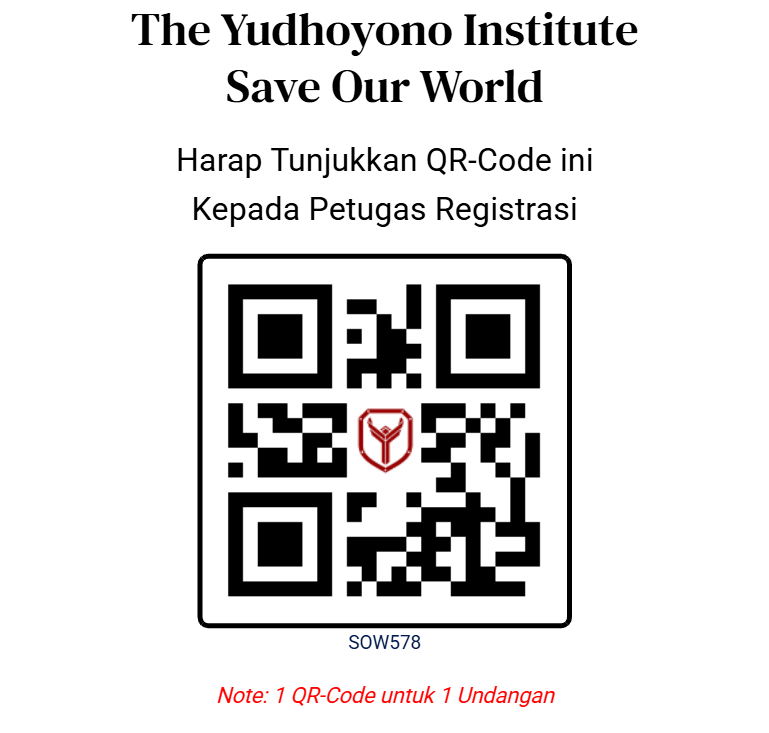 The Yudhoyono Institute
Save Our World
Harap Tunjukkan QR-Code ini
Kepada Petugas Registrasi
SOW578
Note: 1 QR-Code untuk 1 Undangan